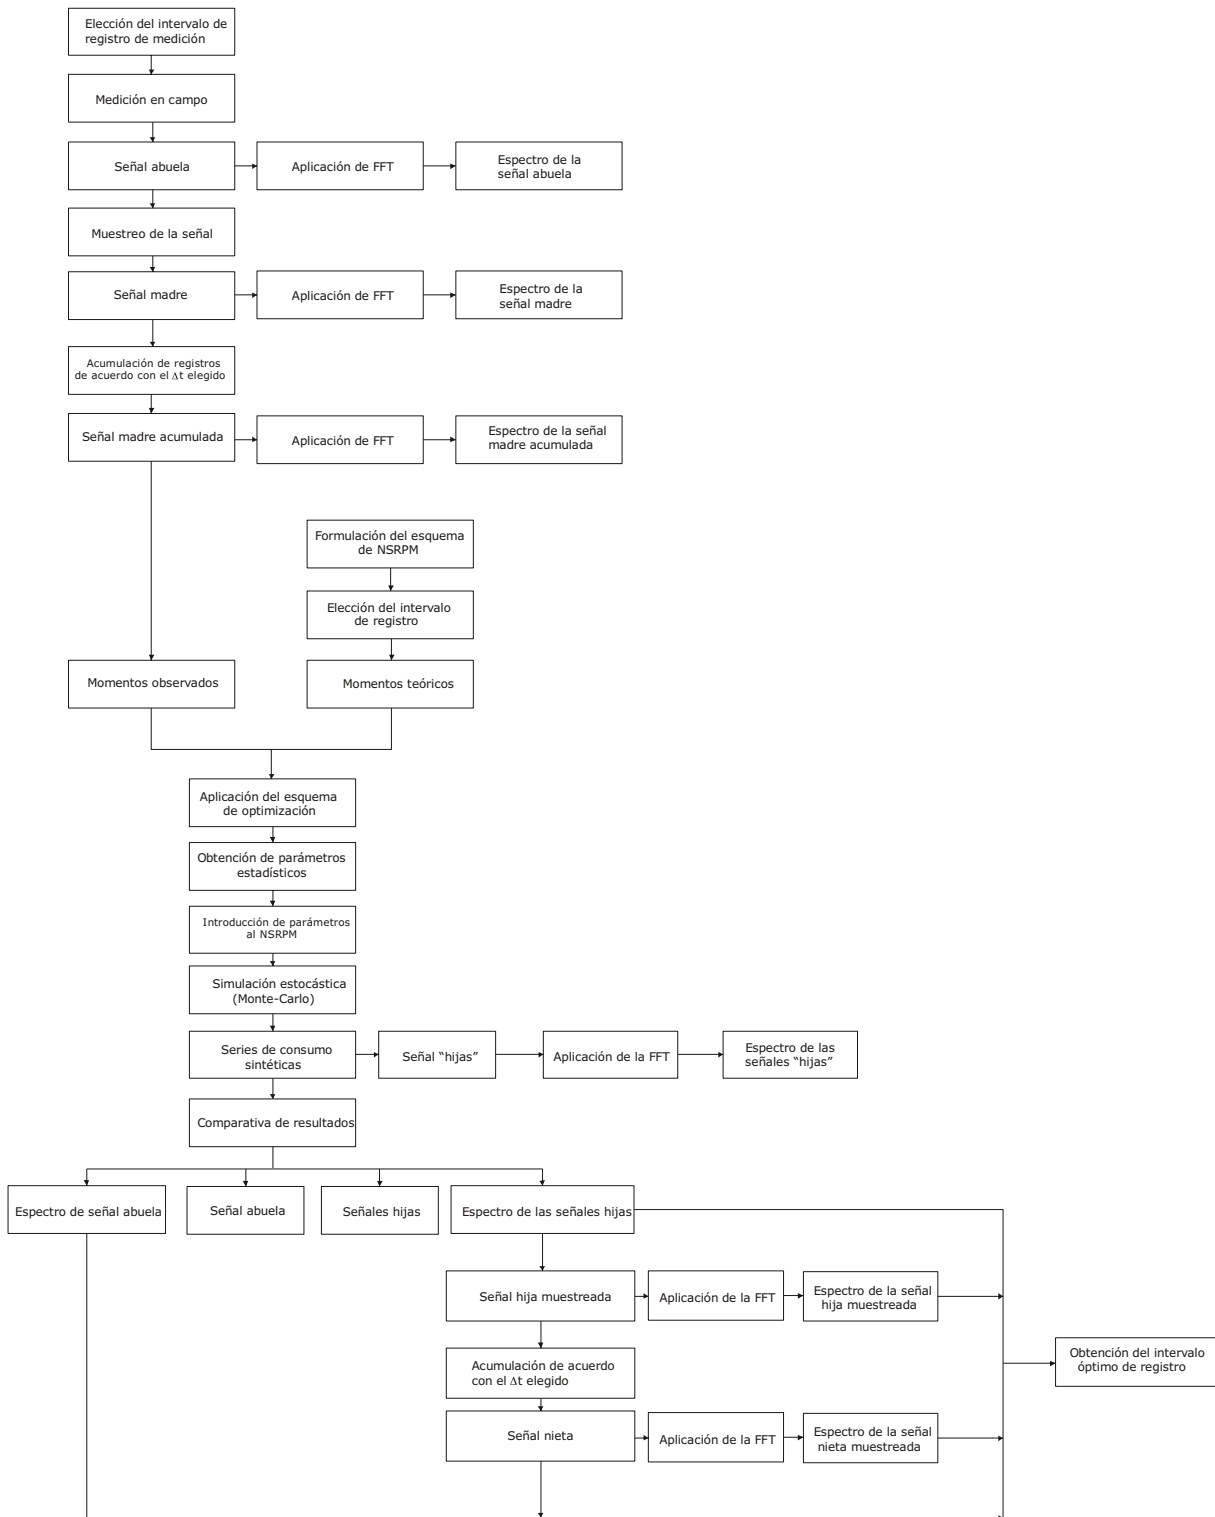 Elección del intervalo de
registro de medición
Medición en campo
Señal abuela
Aplicación de FFT
Espectro de la
señal abuela
Muestreo de la señal
Señal madre
Aplicación de FFT
Espectro de la
señal madre
Acumulación de registros
de acuerdo con el Δt elegido
Señal madre acumulada
Aplicación de FFT
Espectro de la señal
madre acumulada
Formulación del esquema
de NSRPM
Elección del intervalo
de registro
Momentos observados
Momentos teóricos
Aplicación del esquema
de optimización
Obtención de parámetros
estadísticos
Introducción de parámetros
al NSRPM
Simulación estocástica
(Monte-Carlo)
Series de consumo
sintéticas
Señal “hijas”
Aplicación de la FFT
Espectro de las
señales “hijas”
Comparativa de resultados
Espectro de señal abuela
Señal abuela
Señales hijas
Espectro de las señales hijas
Señal hija muestreada
Aplicación de la FFT
Espectro de la señal
hija muestreada
Obtención del intervalo
óptimo de registro
Acumulación de acuerdo
con el Δt elegido
Señal nieta
Aplicación de la FFT
Espectro de la señal
nieta muestreada